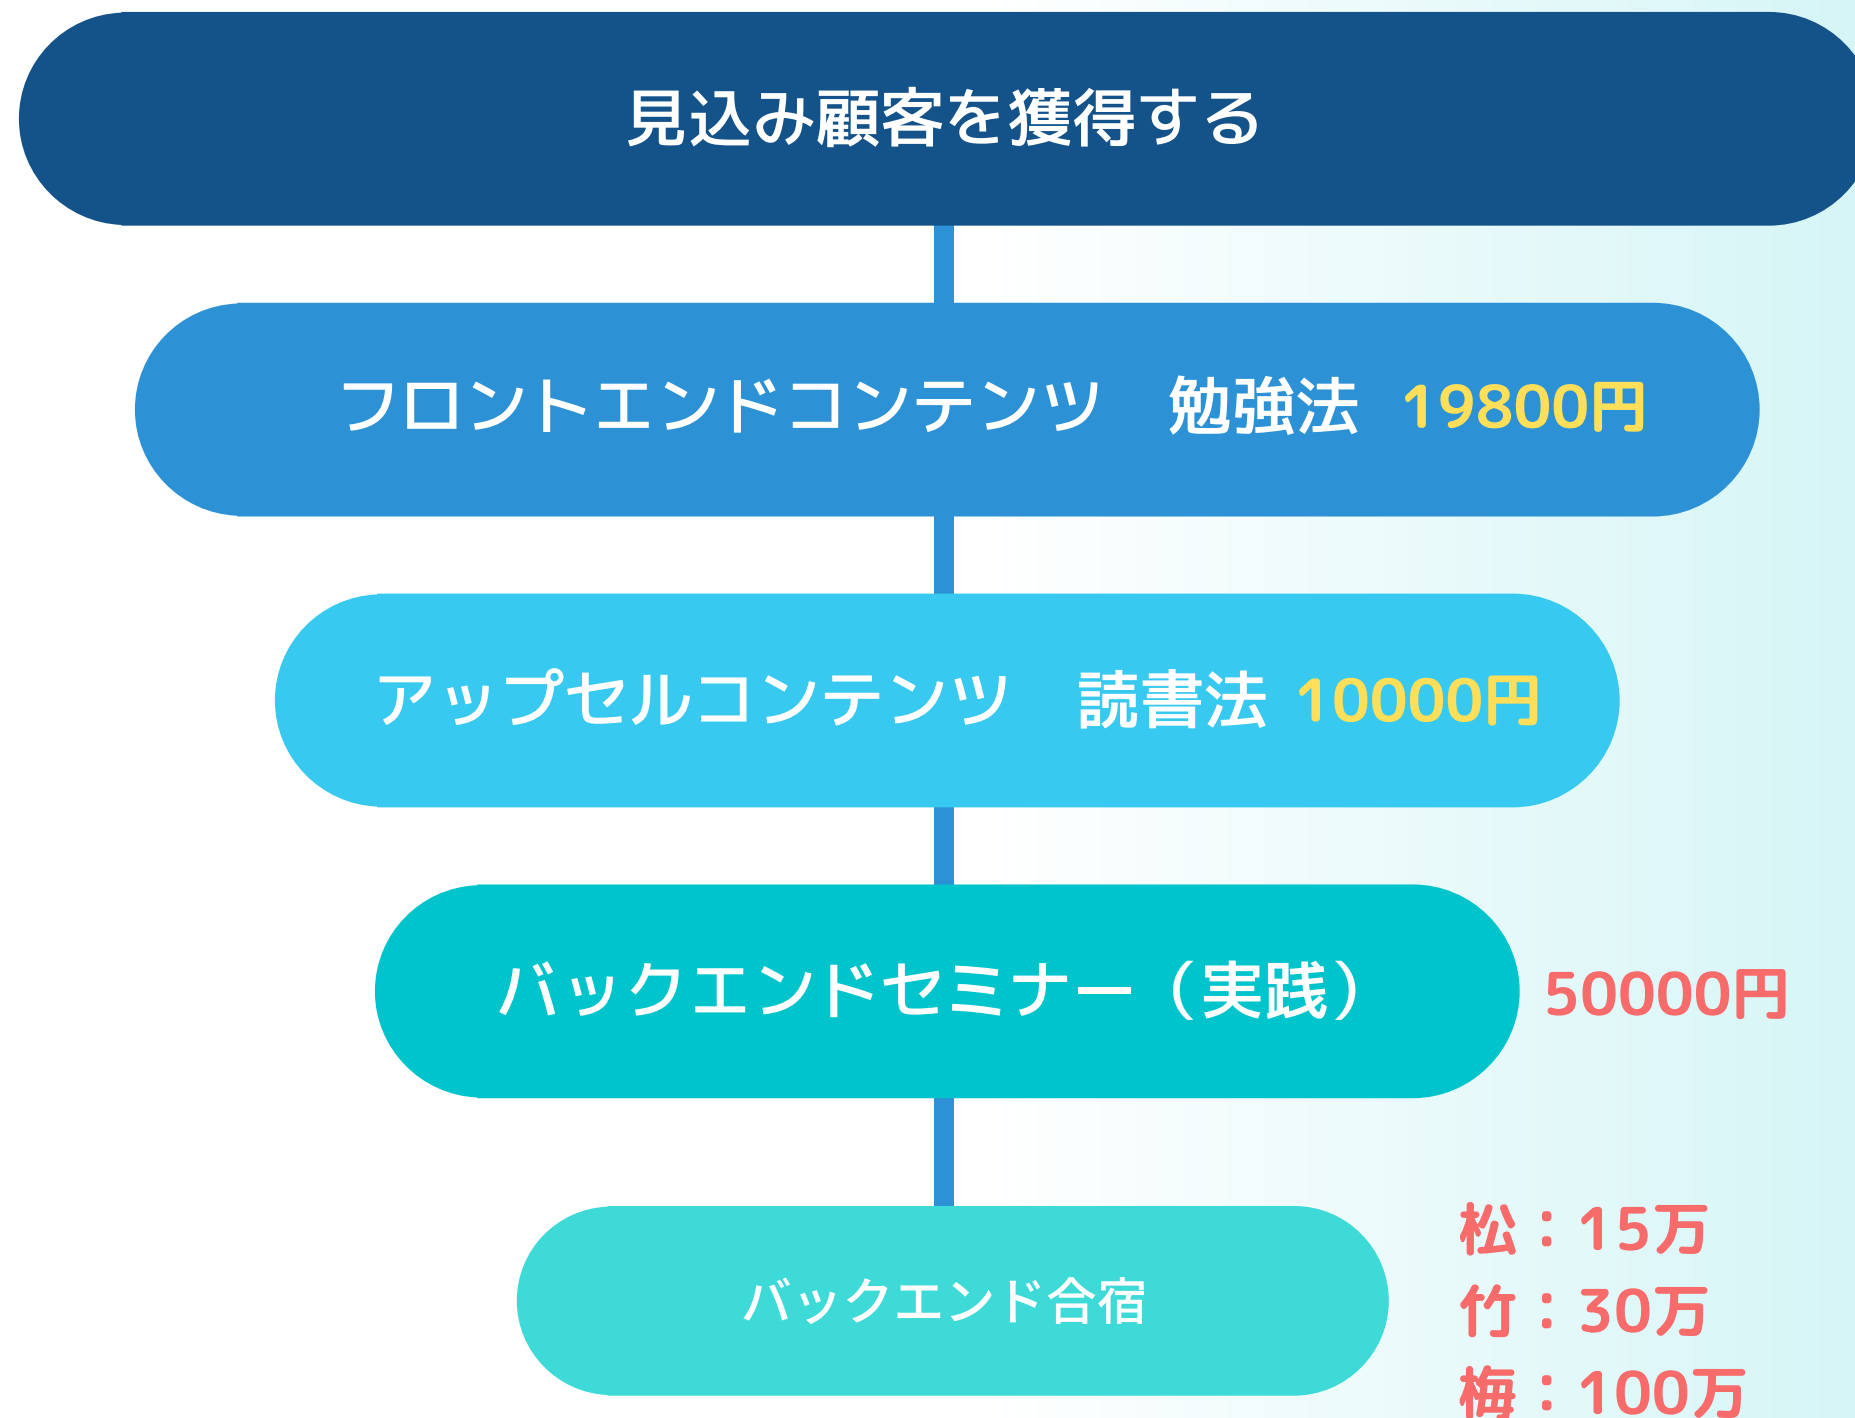 見込み顧客を獲得する
フロントエンドコンテンツ　勉強法 19800円
アップセルコンテンツ　読書法 10000円
バックエンドセミナー（実践） 50000円
バックエンド合宿
松：15万
竹：30万
梅：100万